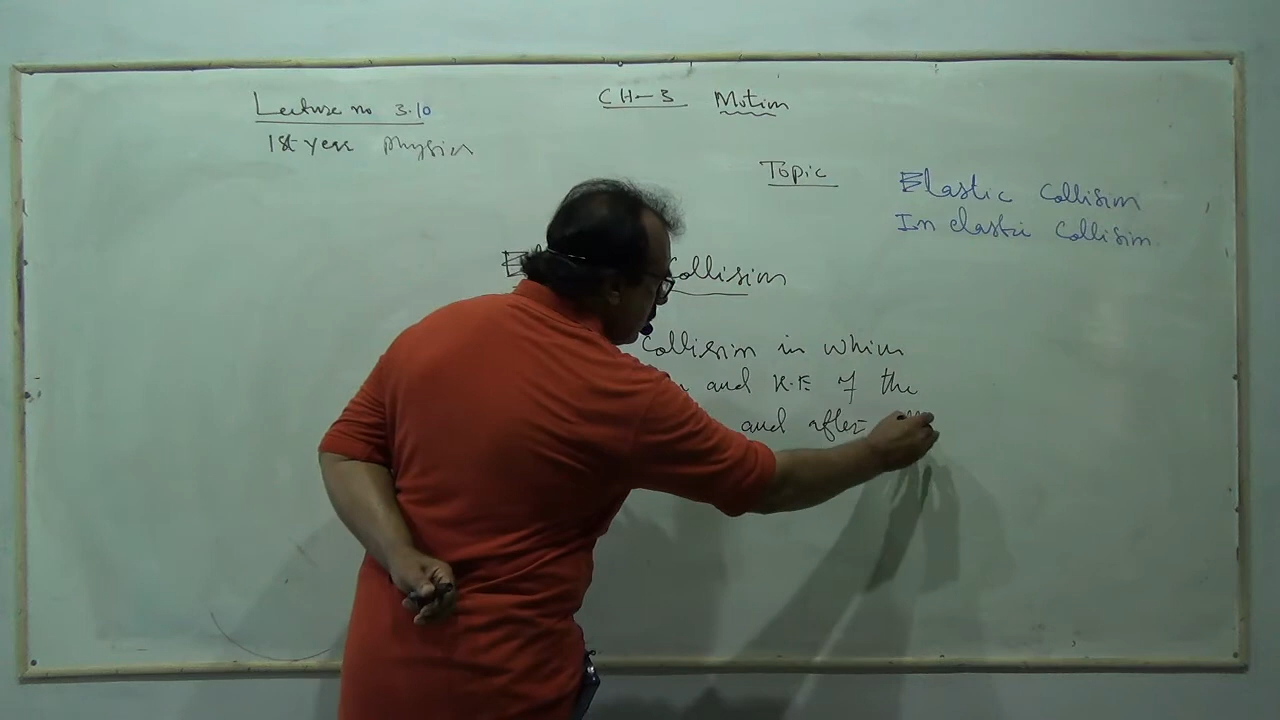 Lecture no 3.10
CH-3 Motion
1st year physics
Topic
Elastic Collision
In elastic Collision
Collision
Collision in which
and K.E of the
and after